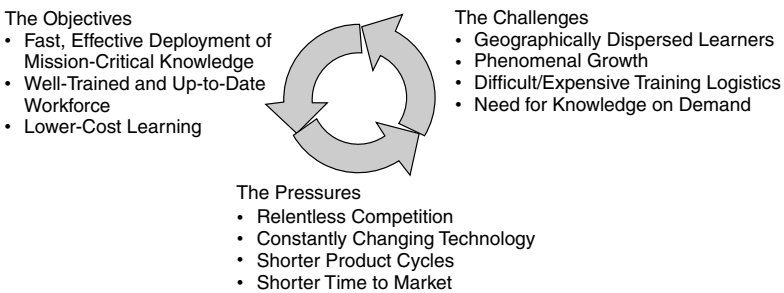 The Objectives
• Fast, Effective Deployment of
Mission-Critical Knowledge
• Well-Trained and Up-to-Date
Workforce
• Lower-Cost Learning
The Challenges
• Geographically Dispersed Learners
• Phenomenal Growth
• Difficult/Expensive Training Logistics
• Need for Knowledge on Demand
The Pressures
• Relentless Competition
• Constantly Changing Technology
• Shorter Product Cycles
• Shorter Time to Market